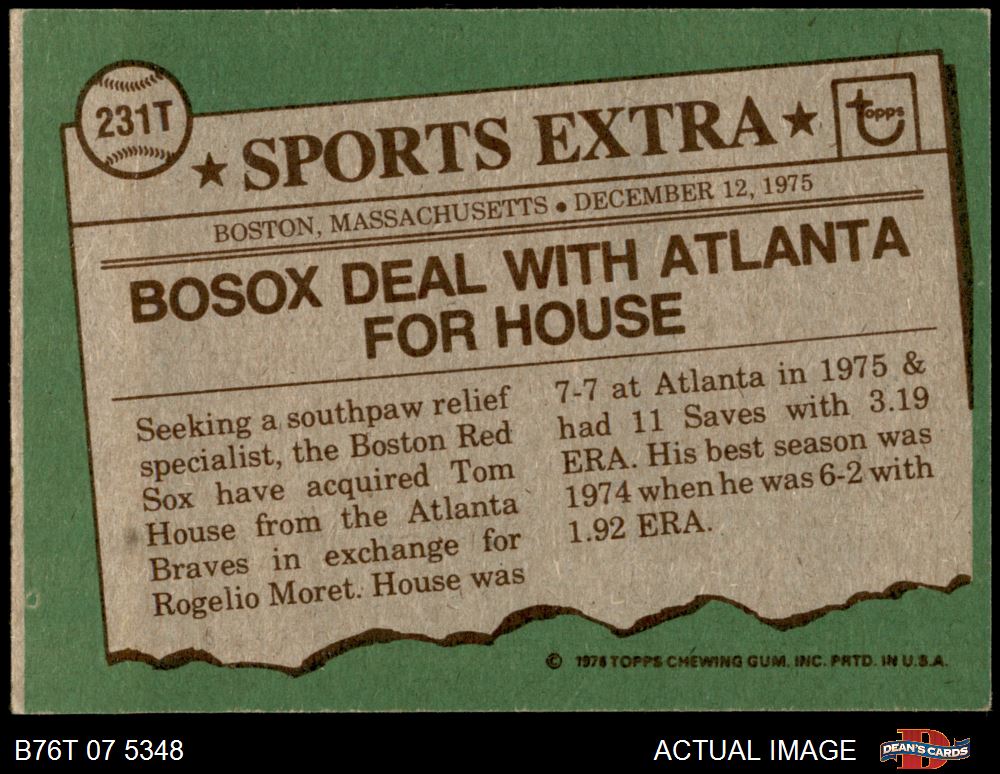 231T
★ SPORTS EXTRA ★
topps
BOSTON, MASSACHUSETTS • DECEMBER 12, 1975
BOSOX DEAL WITH ATLANTA
FOR HOUSE
Seeking a southpaw relief
specialist, the Boston Red
Sox have acquired Tom
House from the Atlanta
Braves in exchange for
Rogelio Moret. House was
7-7 at Atlanta in 1975 &
had 11 Saves with 3.19
ERA. His best season was
1974 when he was 6-2 with
1.92 ERA.
© 1976 TOPPS CHEWING GUM, INC. PRTD. IN U.S.A.
B76T 07 5348
ACTUAL IMAGE
DEAN'S CARDS